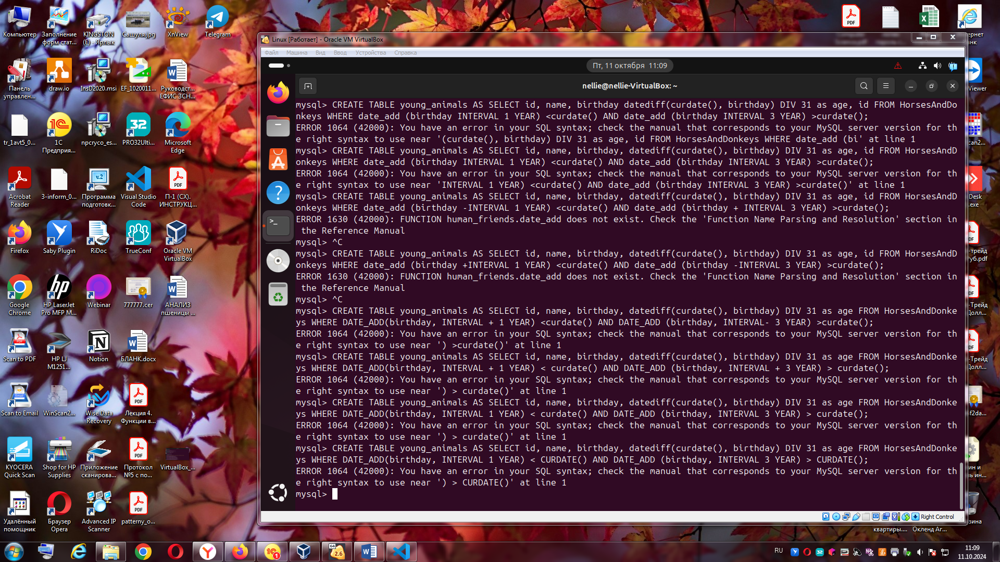 Компьютер
Заполнение форм стат...
KINGSTON (E) - Ярлык
Сашуля.jpg
XnView
Telegram
Панель управлен...
draw.io
InsD2020.msi
EF_1020011...
Руководст... ЕФИС ЗСН...
tr_1avt5_0...
1С Предприя...
npcryco_es...
PRO32Ulti...
Microsoft Edge
Acrobat Reader
3-inform_0...
Программа подготовк...
Visual Studio Code
П-1 (СХ). ИНСТРУКЦ...
Firefox
Saby Plugin
RiDoc
TrueConf
Oracle VM VirtualBox
Google Chrome
HP LaserJet Pro MFP M...
Webinar
777777.cer
АНАЛИЗ пшеницы ...
Scan to PDF
HP LJ M1251...
Notion
БЛАНК.docx
Scan to Email
WinScan2...
Wise Data Recovery
Лекция 4. Функции в...
KYOCERA Quick Scan
Shop for HP Supplies
Приложение сканирова...
Протокол №5 с по...
VirtualBox_...
Удалённый помощник
Браузер Opera
Advanced IP Scanner
patterny_o...
Linux [Работает] - Oracle VM VirtualBox
Файл Машина Вид Ввод Устройства Справка
Пт, 11 октября 11:09
nellie@nellie-VirtualBox: ~
mysql> CREATE TABLE young_animals AS SELECT id, name, birthday datediff(curdate(), birthday) DIV 31 as age, id FROM HorsesAndDo
nkeys WHERE date_add (birthday INTERVAL 1 YEAR) <curdate() AND date_add (birthday INTERVAL 3 YEAR) >curdate();
ERROR 1064 (42000): You have an error in your SQL syntax; check the manual that corresponds to your MySQL server version for th
e right syntax to use near '(curdate(), birthday) DIV 31 as age, id FROM HorsesAndDonkeys WHERE date_add (bi' at line 1
mysql> CREATE TABLE young_animals AS SELECT id, name, birthday, datediff(curdate(), birthday) DIV 31 as age, id FROM HorsesAndD
onkeys WHERE date_add (birthday INTERVAL 1 YEAR) <curdate() AND date_add (birthday INTERVAL 3 YEAR) >curdate();
ERROR 1064 (42000): You have an error in your SQL syntax; check the manual that corresponds to your MySQL server version for th
e right syntax to use near 'INTERVAL 1 YEAR) <curdate() AND date_add (birthday INTERVAL 3 YEAR) >curdate()' at line 1
mysql> CREATE TABLE young_animals AS SELECT id, name, birthday, datediff(curdate(), birthday) DIV 31 as age, id FROM HorsesAndD
onkeys WHERE date_add (birthday -INTERVAL 1 YEAR) <curdate() AND date_add (birthday + INTERVAL 3 YEAR) >curdate();
ERROR 1630 (42000): FUNCTION human_friends.date_add does not exist. Check the 'Function Name Parsing and Resolution' section in
 the Reference Manual
mysql> ^C
mysql> CREATE TABLE young_animals AS SELECT id, name, birthday, datediff(curdate(), birthday) DIV 31 as age, id FROM HorsesAndD
onkeys WHERE date_add (birthday +INTERVAL 1 YEAR) <curdate() AND date_add (birthday -INTERVAL 3 YEAR) >curdate();
ERROR 1630 (42000): FUNCTION human_friends.date_add does not exist. Check the 'Function Name Parsing and Resolution' section in
 the Reference Manual
mysql> ^C
mysql> CREATE TABLE young_animals AS SELECT id, name, birthday, datediff(curdate(), birthday) DIV 31 as age FROM HorsesAndDonke
ys WHERE DATE_ADD(birthday, INTERVAL + 1 YEAR) <curdate() AND DATE_ADD (birthday, INTERVAL- 3 YEAR) >curdate();
ERROR 1064 (42000): You have an error in your SQL syntax; check the manual that corresponds to your MySQL server version for th
e right syntax to use near ') >curdate()' at line 1
mysql> CREATE TABLE young_animals AS SELECT id, name, birthday, datediff(curdate(), birthday) DIV 31 as age FROM HorsesAndDonke
ys WHERE DATE_ADD(birthday, INTERVAL + 1 YEAR) < curdate() AND DATE_ADD (birthday, INTERVAL + 3 YEAR) > curdate();
ERROR 1064 (42000): You have an error in your SQL syntax; check the manual that corresponds to your MySQL server version for th
e right syntax to use near ') > curdate()' at line 1
mysql> CREATE TABLE young_animals AS SELECT id, name, birthday, datediff(curdate(), birthday) DIV 31 as age FROM HorsesAndDonke
ys WHERE DATE_ADD(birthday, INTERVAL 1 YEAR) < curdate() AND DATE_ADD (birthday, INTERVAL 3 YEAR) > curdate();
ERROR 1064 (42000): You have an error in your SQL syntax; check the manual that corresponds to your MySQL server version for th
e right syntax to use near ') > curdate()' at line 1
mysql> CREATE TABLE young_animals AS SELECT id, name, birthday, datediff(curdate(), birthday) DIV 31 as age FROM HorsesAndDonke
ys WHERE DATE_ADD(birthday, INTERVAL 1 YEAR) < CURDATE() AND DATE_ADD (birthday, INTERVAL 3 YEAR) > CURDATE();
ERROR 1064 (42000): You have an error in your SQL syntax; check the manual that corresponds to your MySQL server version for th
e right syntax to use near ') > CURDATE()' at line 1
mysql>
Right Control
ернет
нк
Viewer
can2...
Desk
.exe
-трейд
уб.pdf
-Трейд
Долл...
-Трейд
Долл...
f2da...
ин и
ь ин...
зина
квартиры....
Окленд Аг...
RU
11:09
11.10.2024